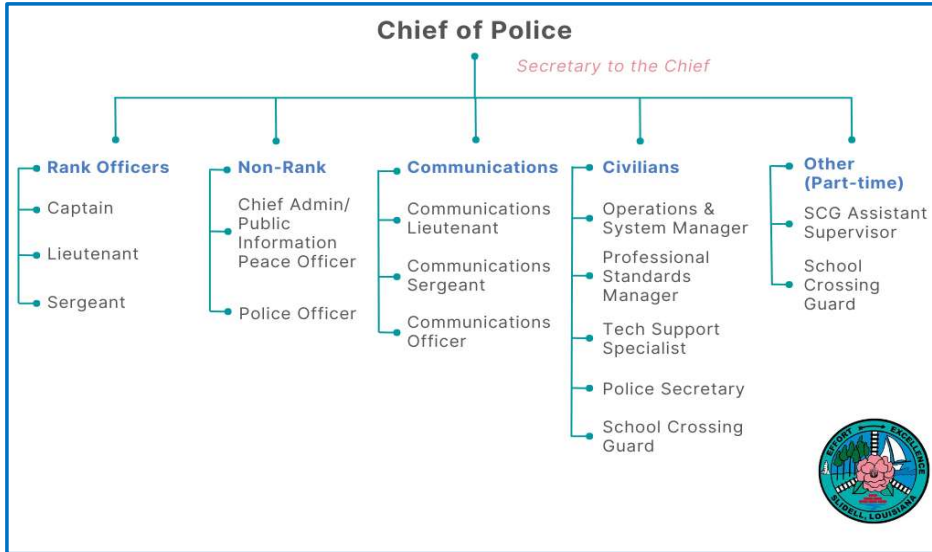 Chief of Police
Secretary to the Chief
Rank Officers
Captain
Lieutenant
Sergeant
Non-Rank
Chief Admin/
Public
Information
Peace Officer
Police Officer
Communications
Communications
Lieutenant
Communications
Sergeant
Communications
Officer
Civilians
Operations &
System Manager
Professional
Standards
Manager
Tech Support
Specialist
Police Secretary
School Crossing
Guard
Other
(Part-time)
SCG Assistant
Supervisor
School
Crossing
Guard
EFFORT EXCELLENCE
SLIDELL, LOUISIANA